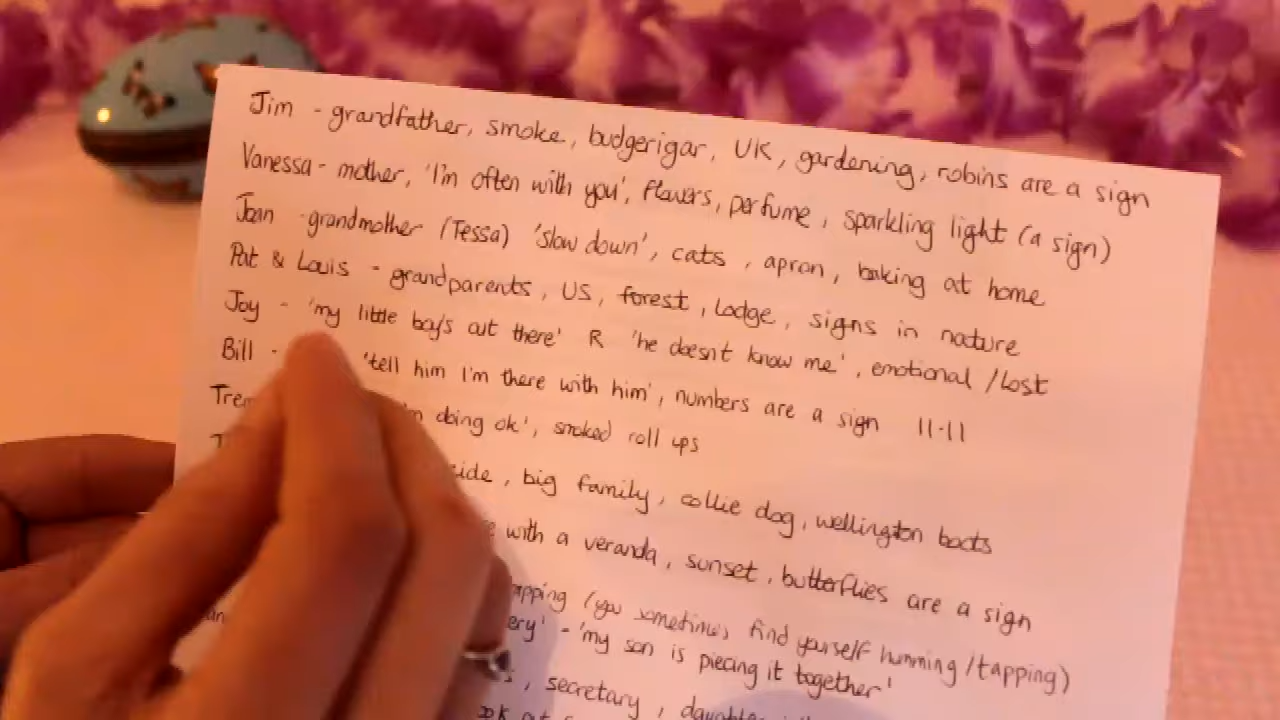 Jim - grandfather, smoke, budgerigar, UK, gardening, robins are a sign
Vanessa - mother, 'I'm often with you', flowers, perfume, sparkling light (a sign)
Joan - grandmother (Tessa) 'slow down', cats, apron, baking at home
Pat & Louis - grandparents, US, forest, lodge, signs in nature
Joy - 'my little boy's out there' R 'he doesn't know me', emotional / lost
Bill - 'tell him I'm there with him', numbers are a sign 11-11
doing ok', smoked roll ups
, big family, collie dog, wellington boots
with a veranda, sunset, butterflies are a sign
(you sometimes find yourself humming / tapping)
- 'my son is piecing it together'
, secretary,